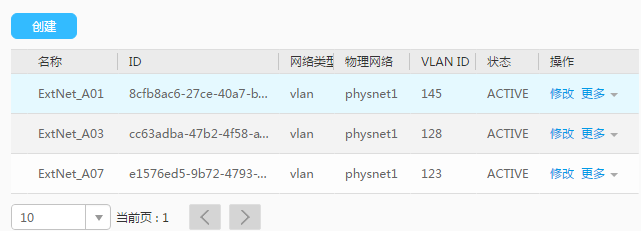 创建
名称 ID 网络类型 物理网络 VLAN ID 状态 操作
ExtNet_A01 8cfb8ac6-27ce-40a7-b... vlan physnet1 145 ACTIVE 修改 更多
ExtNet_A03 cc63adba-47b2-4f58-a... vlan physnet1 128 ACTIVE 修改 更多
ExtNet_A07 e1576ed5-9b72-4793-... vlan physnet1 123 ACTIVE 修改 更多
10 当前页 : 1